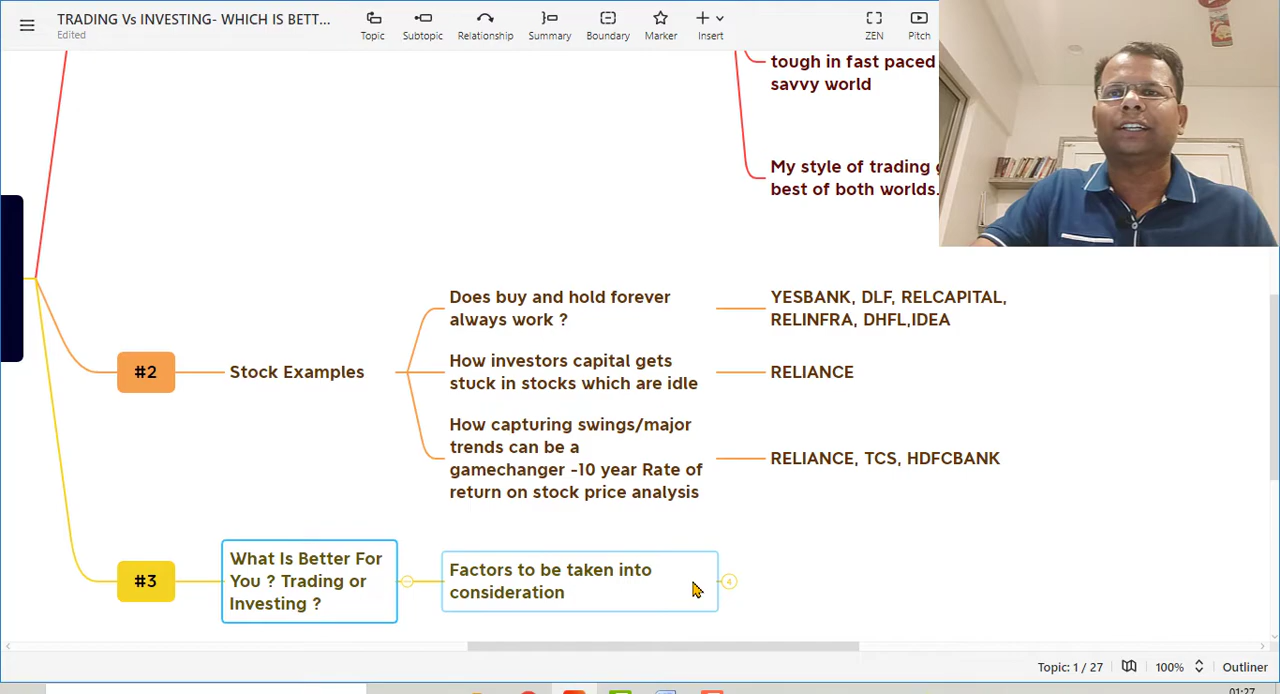 TRADING Vs INVESTING- WHICH IS BETT...
Edited
Topic
Subtopic
Relationship
Summary
Boundary
Marker
Insert
ZEN
Pitch
tough in fast paced
savvy world
My style of trading
best of both worlds.
#2
Stock Examples
Does buy and hold forever
always work ?
YESBANK, DLF, RELCAPITAL,
RELINFRA, DHFL,IDEA
How investors capital gets
stuck in stocks which are idle
RELIANCE
How capturing swings/major
trends can be a
gamechanger -10 year Rate of
return on stock price analysis
RELIANCE, TCS, HDFCBANK
#3
What Is Better For
You ? Trading or
Investing ?
Factors to be taken into
consideration
4
Topic: 1 / 27
100%
Outliner
01:27